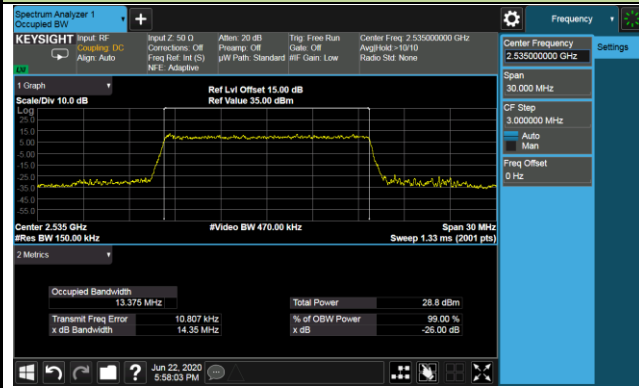 Spectrum Analyzer 1
Occupied BW
+
Frequency
KEYSIGHT
Input: RF
Coupling: DC
Align: Auto
Input Z: 50 Ω
Corrections: Off
Freq Ref: Int (S)
NFE: Adaptive
Atten: 20 dB
Preamp: Off
µW Path: Standard
Trig: Free Run
Gate: Off
#IF Gain: Low
Center Freq: 2.535000000 GHz
Avg|Hold:>10/10
Radio Std: None
Center Frequency
2.535000000 GHz
Settings
Span
30.000 MHz
CF Step
3.000000 MHz
Auto
Man
Freq Offset
0 Hz
1 Graph
Scale/Div 10.0 dB
Ref Lvl Offset 15.00 dB
Ref Value 35.00 dBm
Log
25.0
15.0
5.00
-5.00
-15.0
-25.0
-35.0
-45.0
-55.0
Center 2.535 GHz
#Video BW 470.00 kHz
Span 30 MHz
#Res BW 150.00 kHz
Sweep 1.33 ms (2001 pts)
2 Metrics
Occupied Bandwidth
13.375 MHz
Total Power 28.8 dBm
Transmit Freq Error 10.807 kHz
% of OBW Power 99.00 %
x dB Bandwidth 14.35 MHz
x dB -26.00 dB
?
Jun 22, 2020
5:58:03 PM